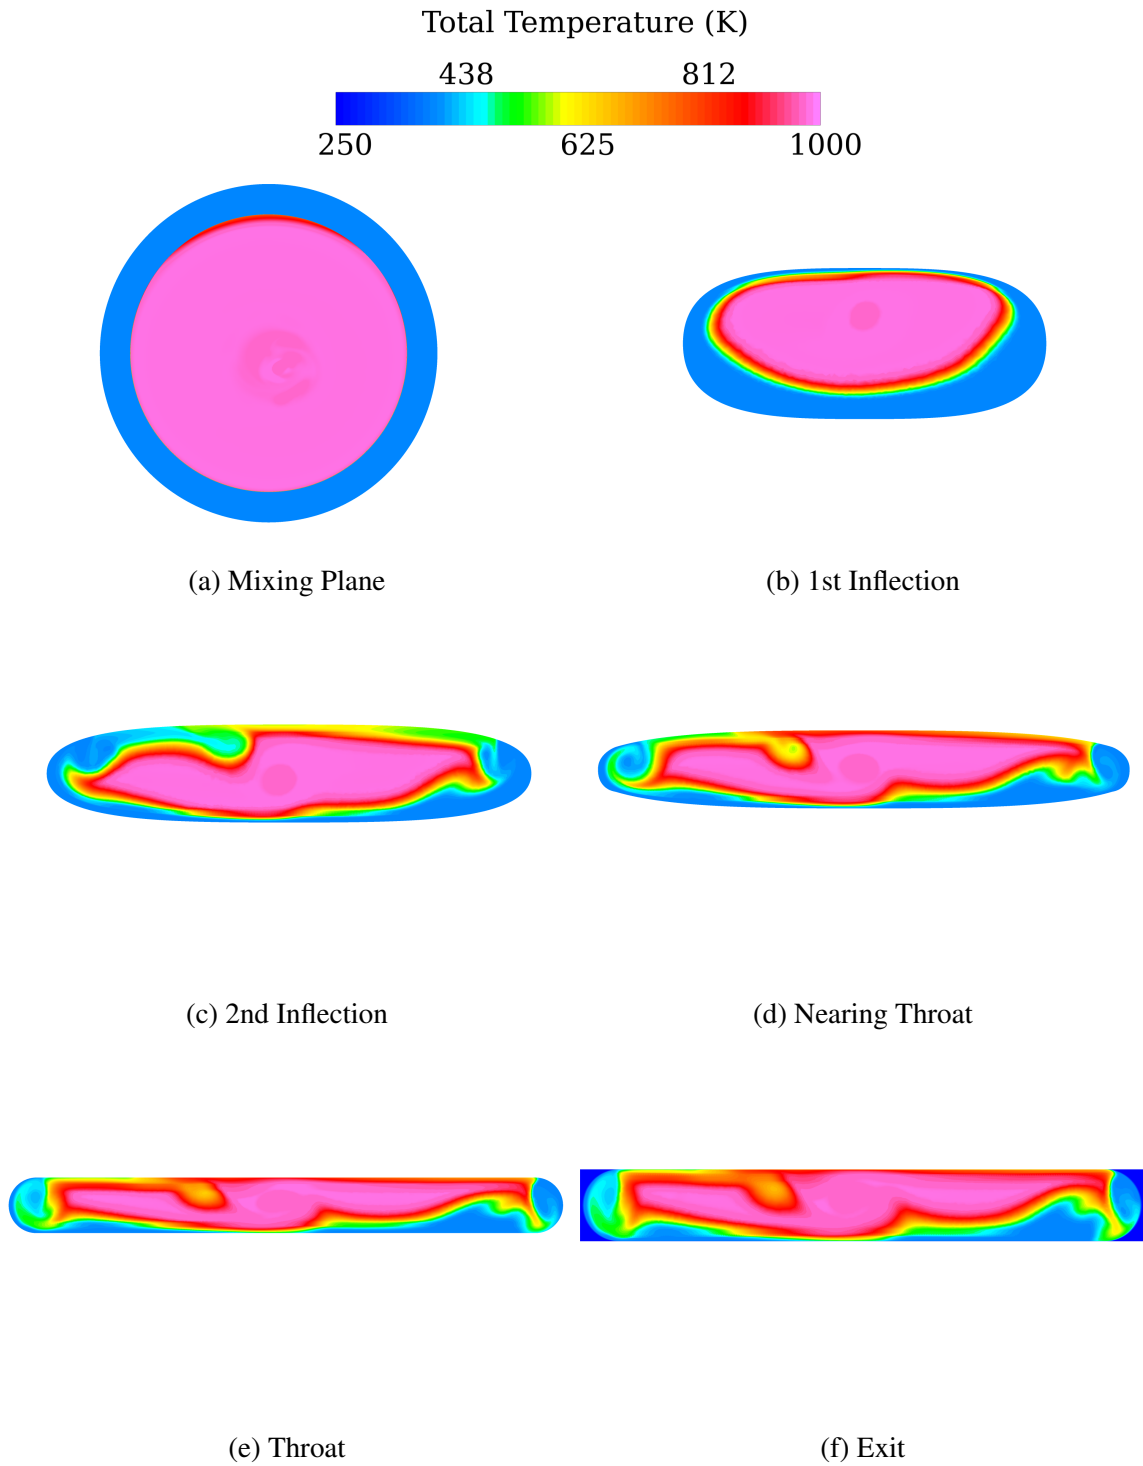 Total Temperature (K)
438 812
250 625 1000
(a) Mixing Plane
(b) 1st Inflection
(c) 2nd Inflection
(d) Nearing Throat
(e) Throat
(f) Exit